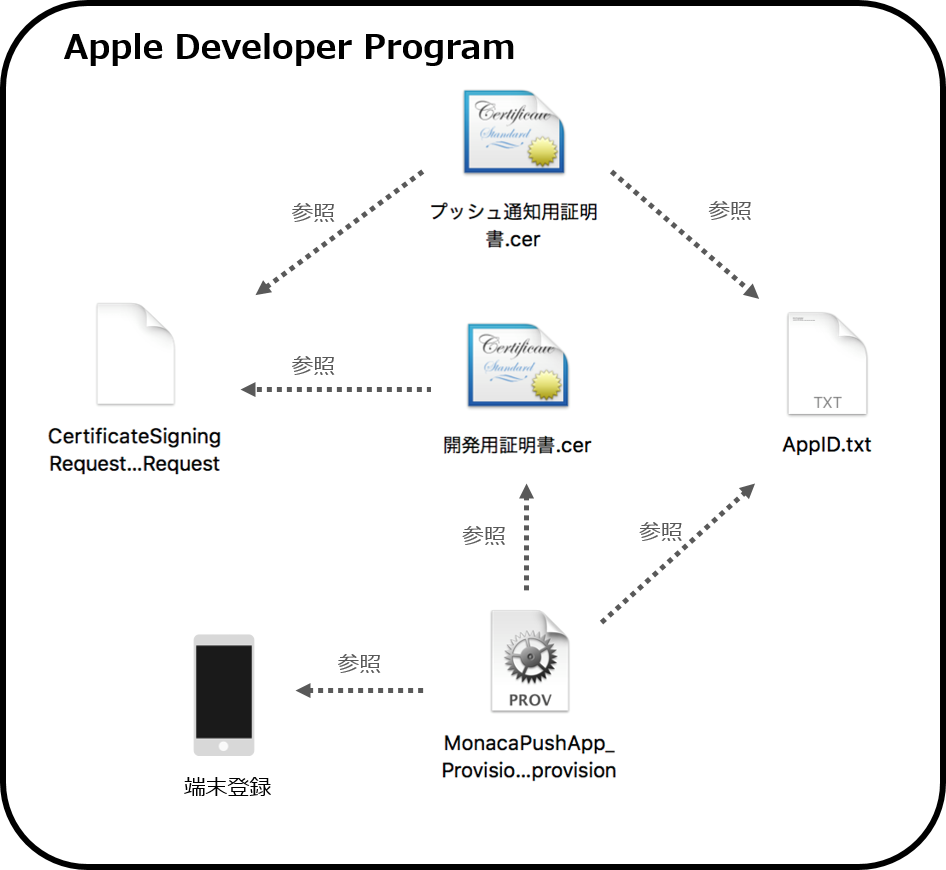 Apple Developer Program
Certificate
Standard
プッシュ通知用証明
書.cer
参照
参照
Certificate
Standard
参照
TXT
CertificateSigning
Request...Request
開発用証明書.cer
AppID.txt
参照
参照
PROV
参照
MonacaPushApp_
Provisio...provision
端末登録